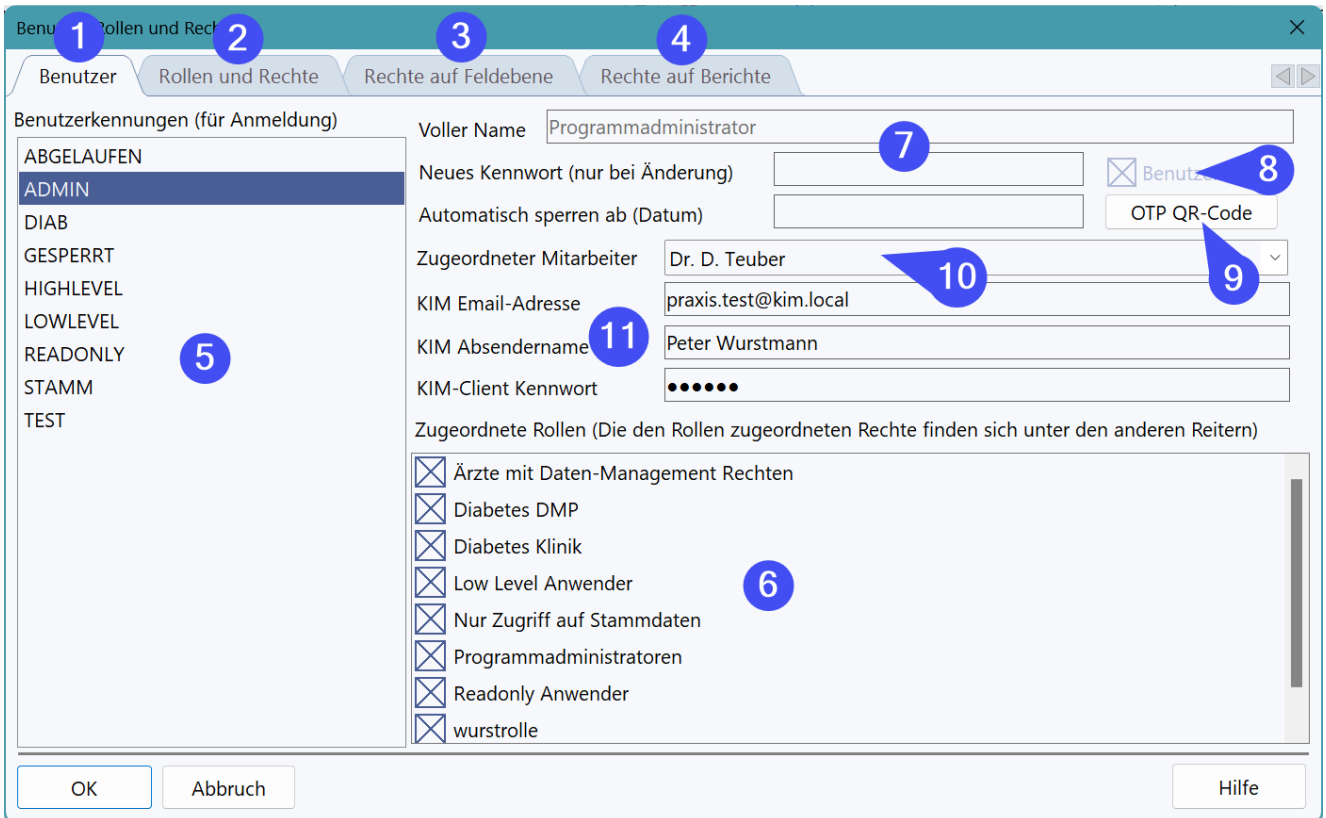 Benu Rollen und Rech
1 2 3 4
Benutzer Rollen und Rechte Rechte auf Feldebene Rechte auf Berichte
Benutzerkennungen (für Anmeldung)
ABGELAUFEN
ADMIN
DIAB
GESPERRT
HIGHLEVEL
LOWLEVEL
READONLY
STAMM
TEST
5
Voller Name Programmadministrator
7
Neues Kennwort (nur bei Änderung) Benutze 8
Automatisch sperren ab (Datum) OTP QR-Code
9
Zugeordneter Mitarbeiter Dr. D. Teuber 10
KIM Email-Adresse praxis.test@kim.local
11
KIM Absendername Peter Wurstmann
KIM-Client Kennwort ●●●●●●
Zugeordnete Rollen (Die den Rollen zugeordneten Rechte finden sich unter den anderen Reitern)
Ärzte mit Daten-Management Rechten
Diabetes DMP
Diabetes Klinik
Low Level Anwender
6
Nur Zugriff auf Stammdaten
Programmadministratoren
Readonly Anwender
wurstrolle
OK Abbruch Hilfe